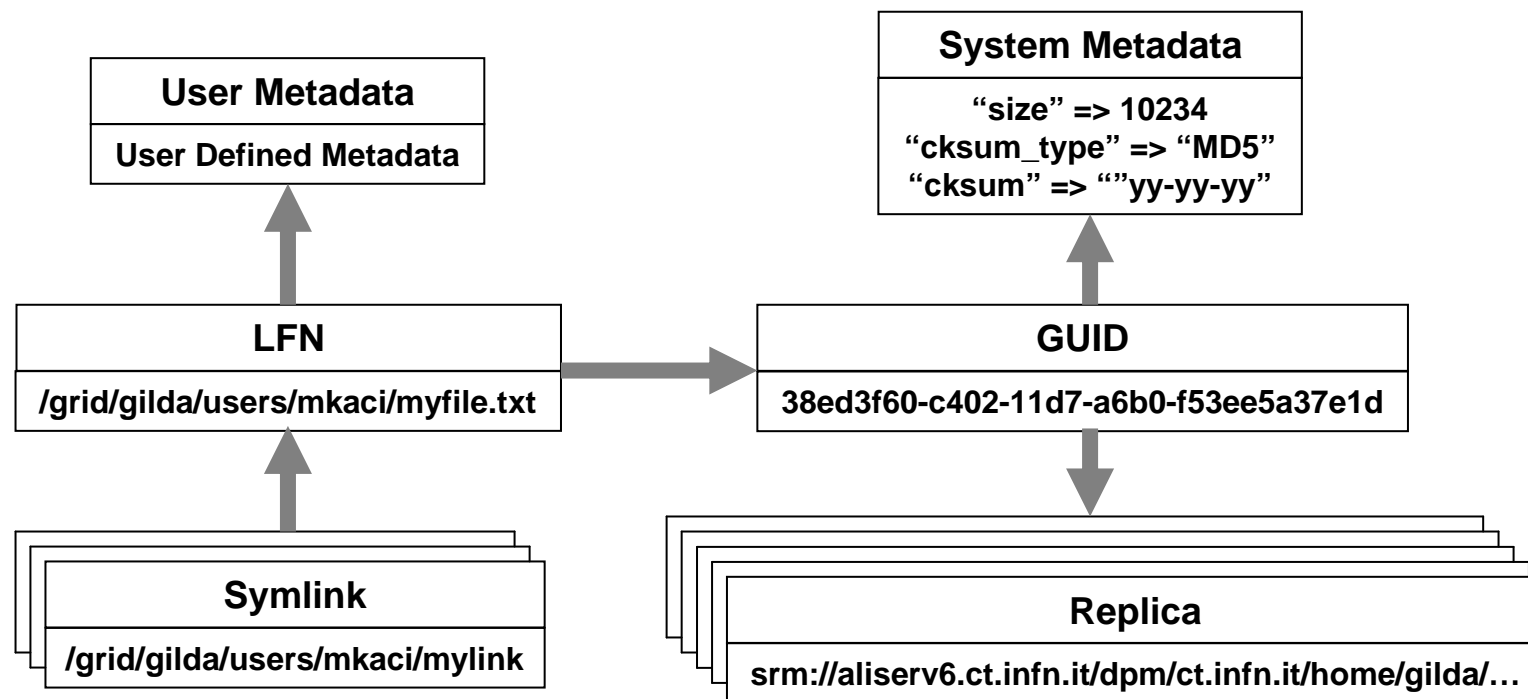 User Metadata
User Defined Metadata
System Metadata
“size” => 10234
“cksum_type” => “MD5”
“cksum” => “”yy-yy-yy”
LFN
/grid/gilda/users/mkaci/myfile.txt
GUID
38ed3f60-c402-11d7-a6b0-f53ee5a37e1d
Symlink
/grid/gilda/users/mkaci/mylink
Replica
srm://aliserv6.ct.infn.it/dpm/ct.infn.it/home/gilda/…